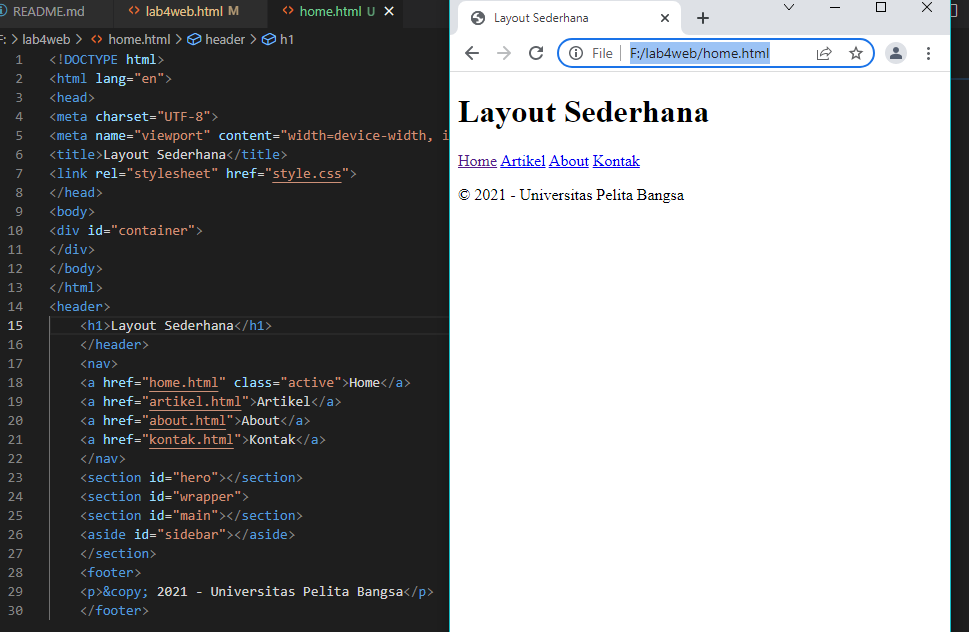 README.md lab4web.html M home.html U
F: > lab4web > home.html > header > h1
1 <!DOCTYPE html>
2 <html lang="en">
3 <head>
4 <meta charset="UTF-8">
5 <meta name="viewport" content="width=device-width, i
6 <title>Layout Sederhana</title>
7 <link rel="stylesheet" href="style.css">
8 </head>
9 <body>
10 <div id="container">
11 </div>
12 </body>
13 </html>
14 <header>
15 <h1>Layout Sederhana</h1>
16 </header>
17 <nav>
18 <a href="home.html" class="active">Home</a>
19 <a href="artikel.html">Artikel</a>
20 <a href="about.html">About</a>
21 <a href="kontak.html">Kontak</a>
22 </nav>
23 <section id="hero"></section>
24 <section id="wrapper">
25 <section id="main"></section>
26 <aside id="sidebar"></aside>
27 </section>
28 <footer>
29 <p>&copy; 2021 - Universitas Pelita Bangsa</p>
30 </footer>
Layout Sederhana
File F:/lab4web/home.html
Layout Sederhana
Home Artikel About Kontak
© 2021 - Universitas Pelita Bangsa